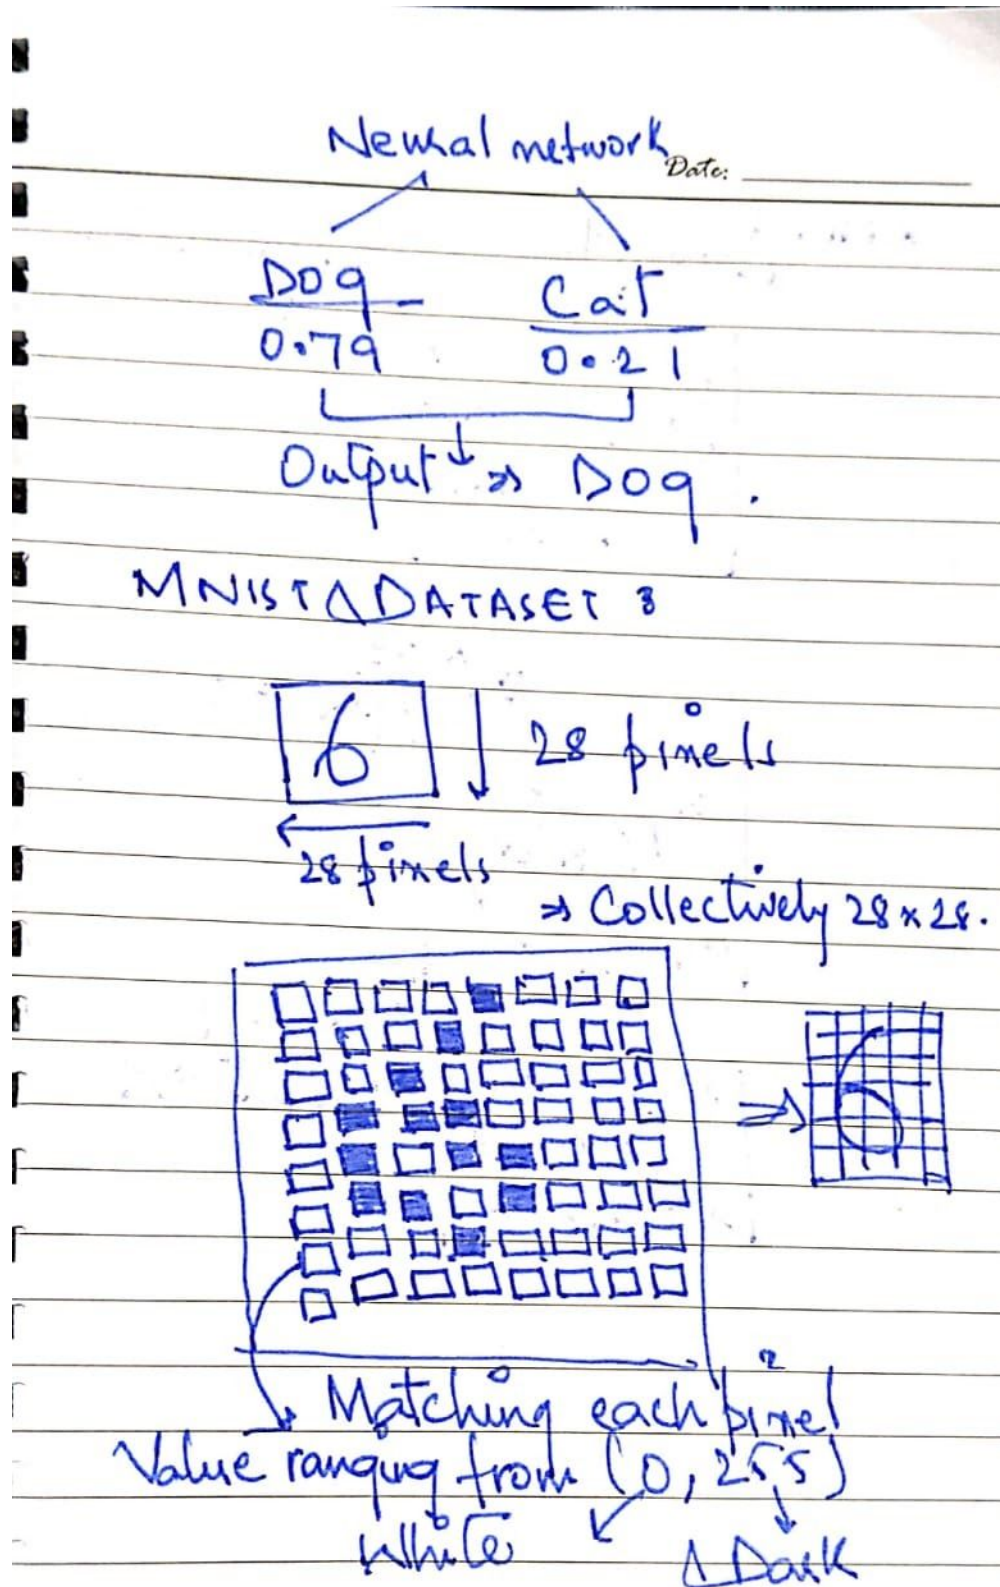 Neural network
Date:
Dog Cat
0.79 0.21
Output ⇒ Dog.
MNIST DATASET :
6
28 pixels
28 pixels
⇒ Collectively 28 x 28.
⇒ 6
Matching each pixel
Value ranging from (0, 255)
White Dark